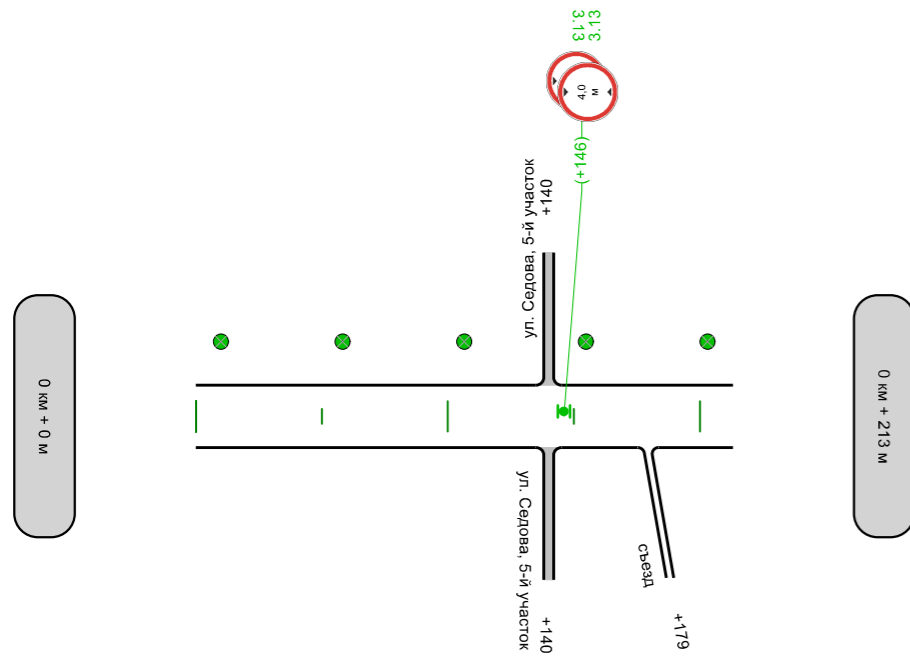 3.13
3.13
4,0
м
(+146)
ул. Седова, 5-й участок
+140
0 км + 0 м
0 км + 213 м
ул. Седова, 5-й участок
+140
съезд
+179